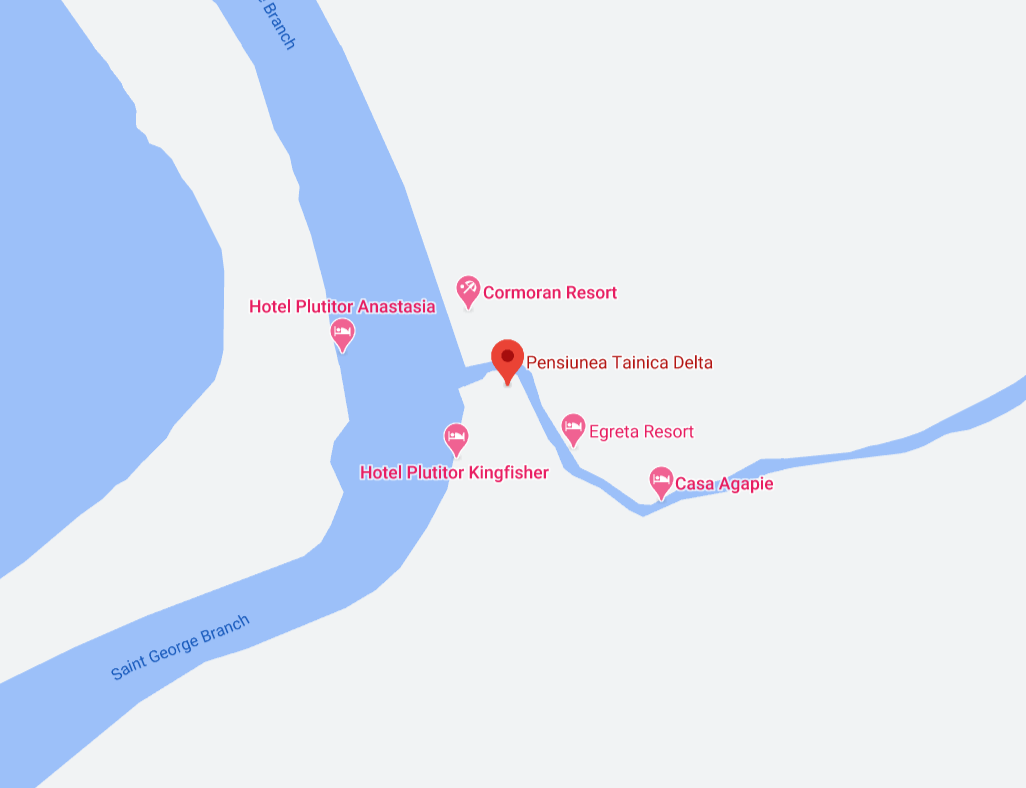 e Branch
Cormoran Resort
Hotel Plutitor Anastasia
Pensiunea Tainica Delta
Egreta Resort
Hotel Plutitor Kingfisher
Casa Agapie
Saint George Branch